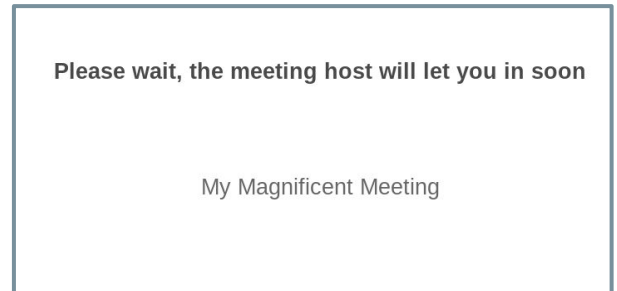 Please wait, the meeting host will let you in soon
My Magnificent Meeting